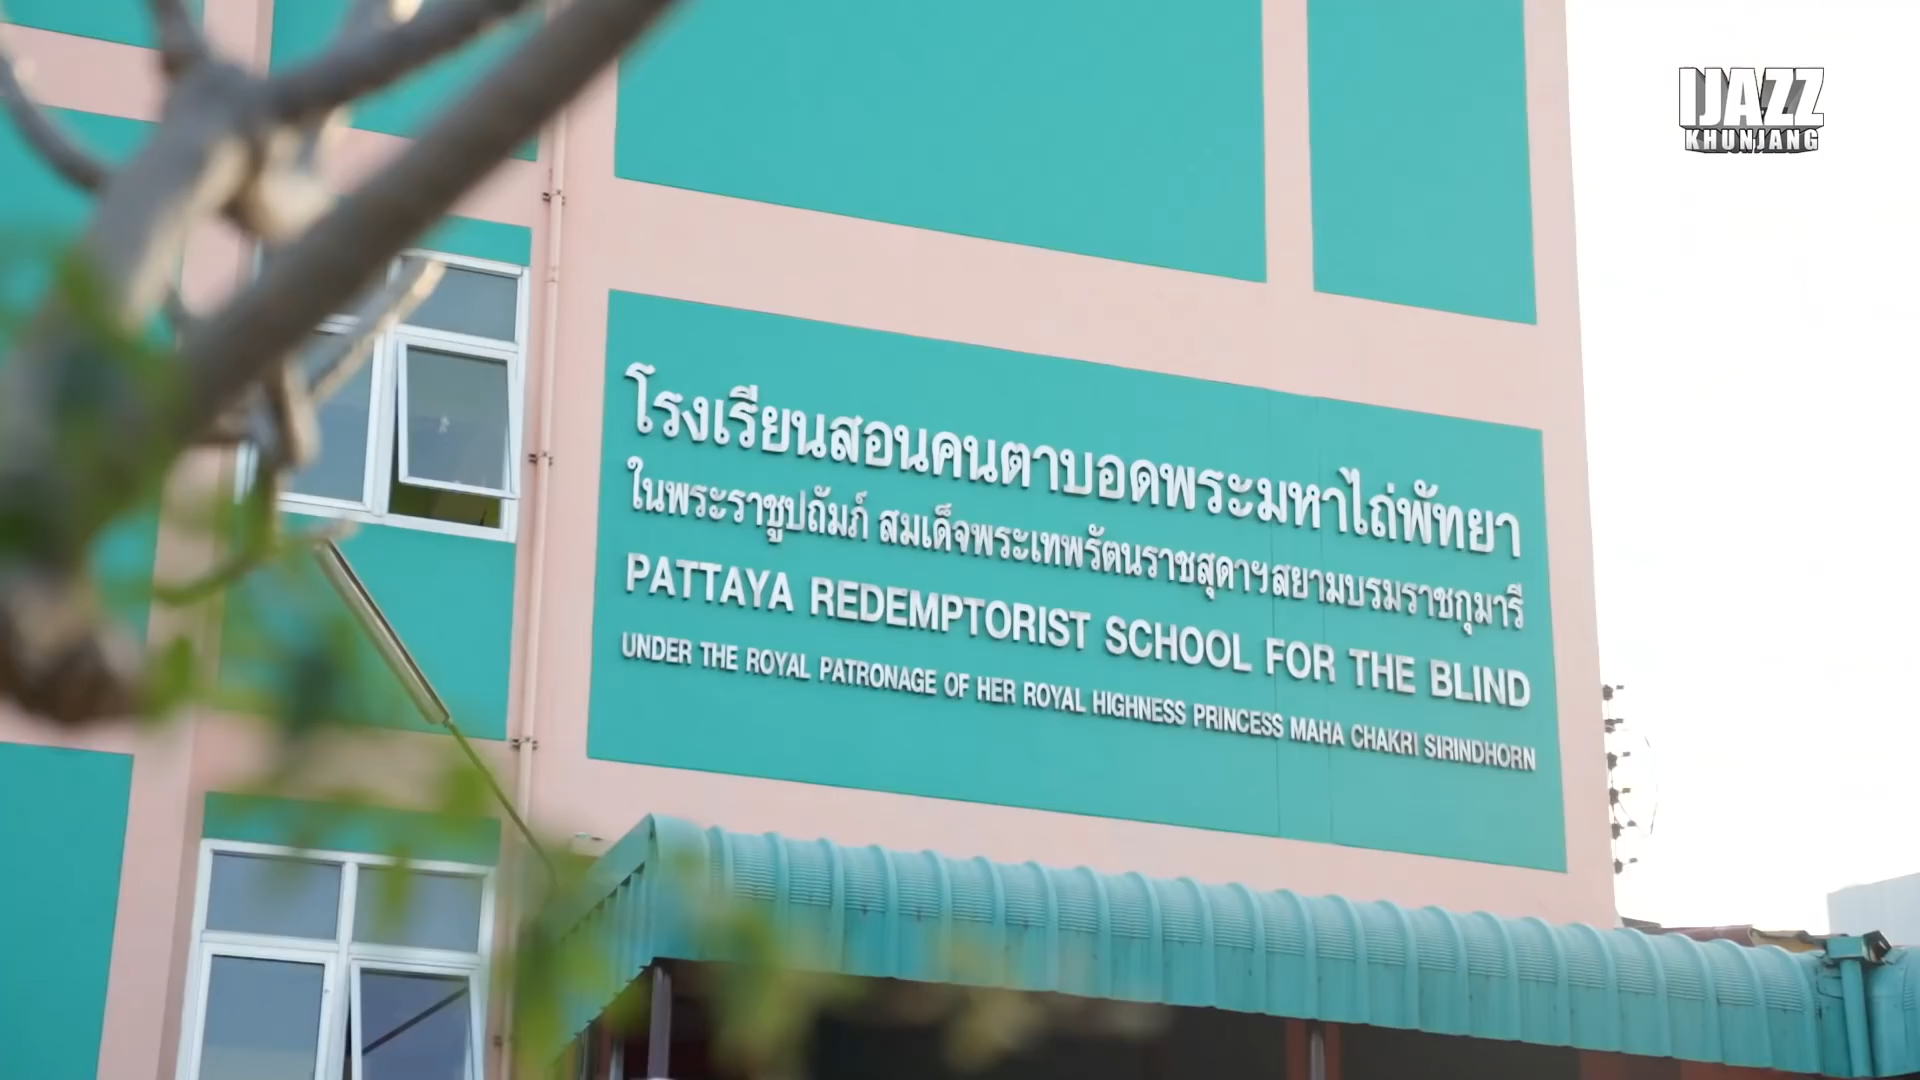 IJAZZ
KHUNJANG
โรงเรียนสอนคนตาบอดพระมหาไถ่พัทยา
ในพระราชูปถัมภ์ สมเด็จพระเทพรัตนราชสุดาฯสยามบรมราชกุมารี
PATTAYA REDEMPTORIST SCHOOL FOR THE BLIND
UNDER THE ROYAL PATRONAGE OF HER ROYAL HIGHNESS PRINCESS MAHA CHAKRI SIRINDHORN